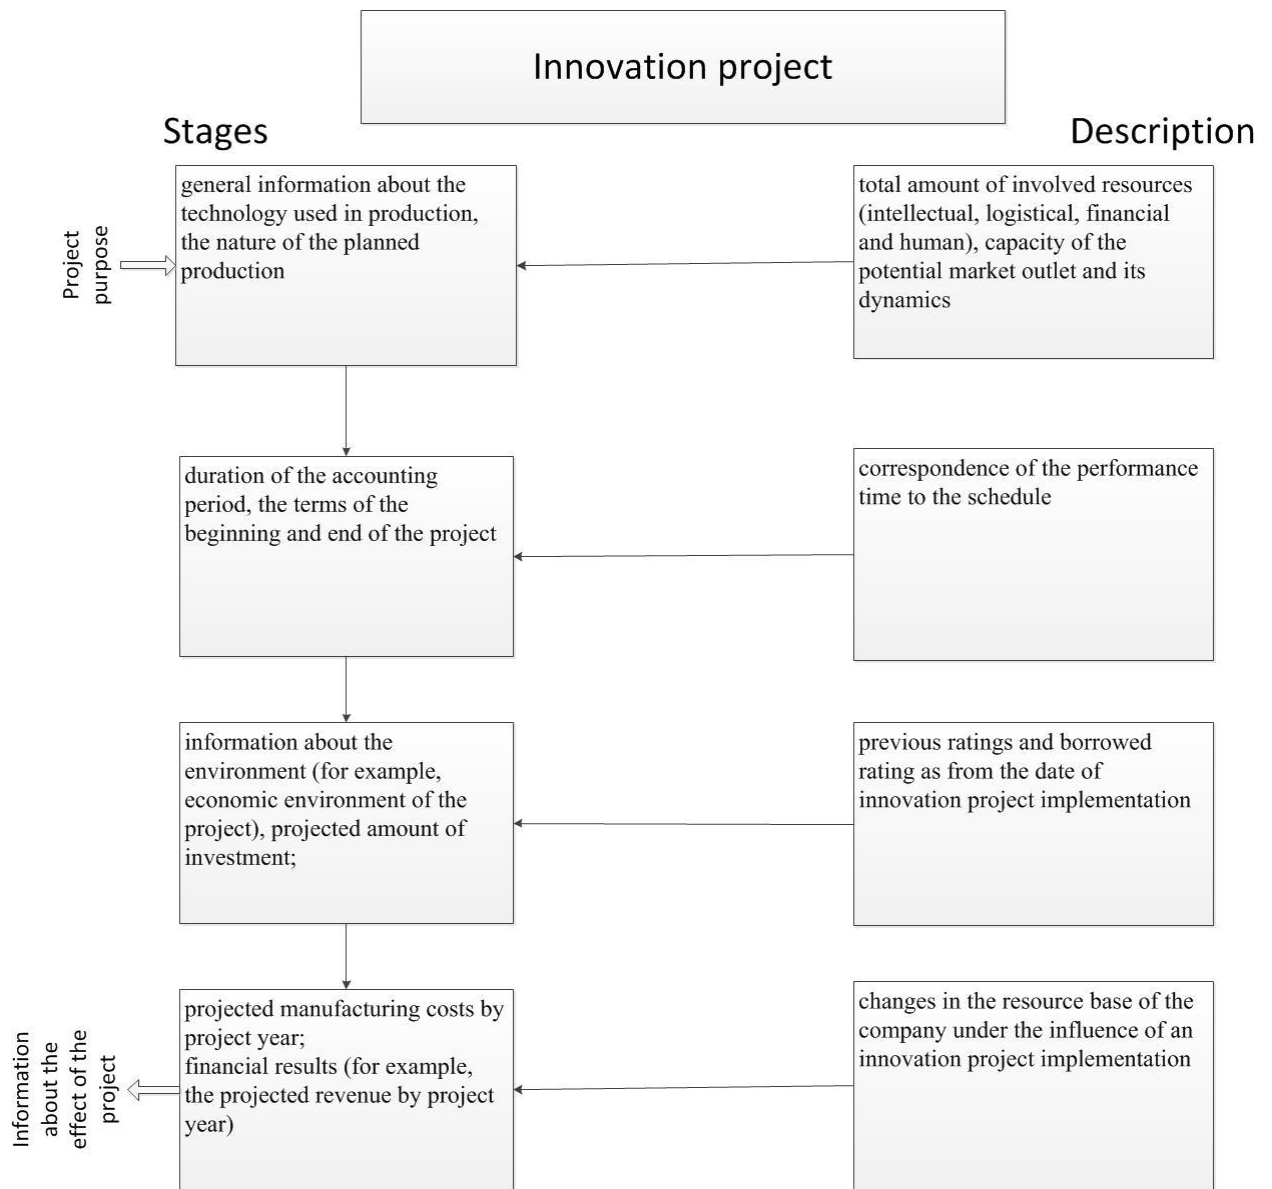 Innovation project
Stages
Description
Project
purpose
general information about the
technology used in production,
the nature of the planned
production
total amount of involved resources
(intellectual, logistical, financial
and human), capacity of the
potential market outlet and its
dynamics
duration of the accounting
period, the terms of the
beginning and end of the project
correspondence of the performance
time to the schedule
information about the
environment (for example,
economic environment of the
project), projected amount of
investment;
previous ratings and borrowed
rating as from the date of
innovation project implementation
Information
about the
effect of the
project
projected manufacturing costs by
project year;
financial results (for example,
the projected revenue by project
year)
changes in the resource base of the
company under the influence of an
innovation project implementation